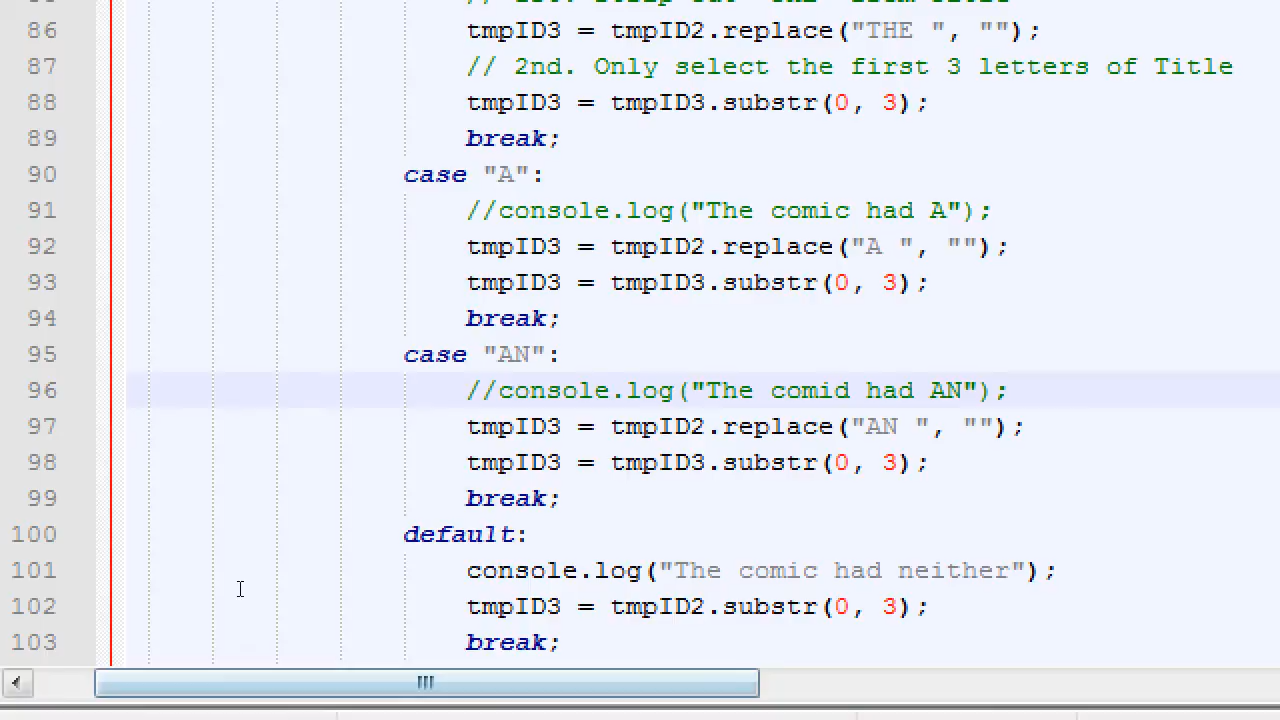 86 tmpID3 = tmpID2.replace("THE ", "");
87 // 2nd. Only select the first 3 letters of Title
88 tmpID3 = tmpID3.substr(0, 3);
89 break;
90 case "A":
91 //console.log("The comic had A");
92 tmpID3 = tmpID2.replace("A ", "");
93 tmpID3 = tmpID3.substr(0, 3);
94 break;
95 case "AN":
96 //console.log("The comid had AN");
97 tmpID3 = tmpID2.replace("AN ", "");
98 tmpID3 = tmpID3.substr(0, 3);
99 break;
100 default:
101 console.log("The comic had neither");
102 tmpID3 = tmpID2.substr(0, 3);
103 break;